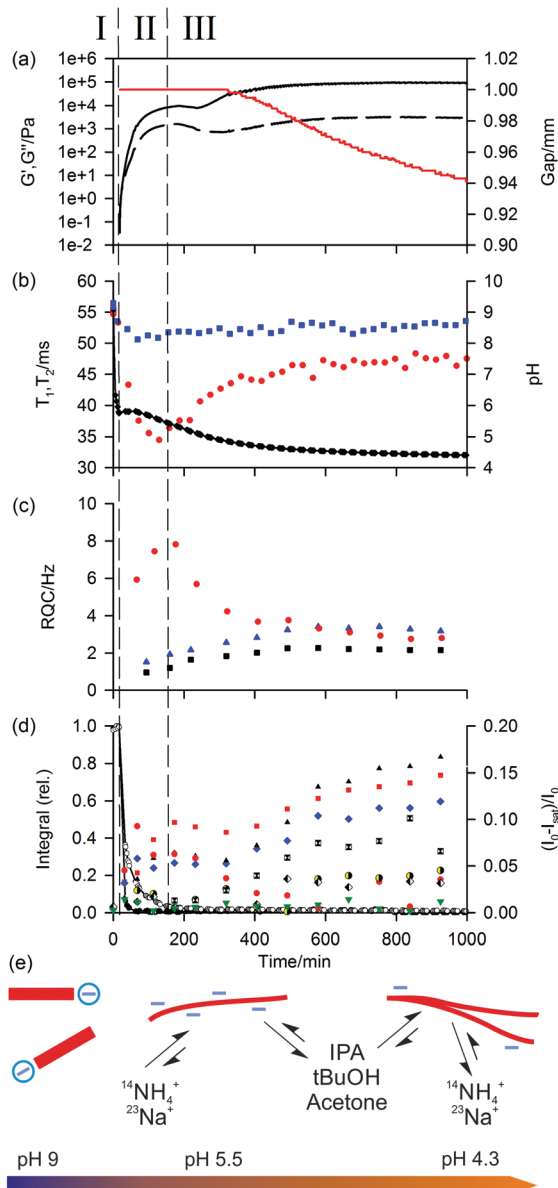 I II III
(a)
1e+6
1e+5
1e+4
1e+3
1e+2
1e+1
1e+0
1e-1
1e-2
G',G''/Pa
1.02
1.00
0.98
0.96
0.94
0.92
0.90
Gap/mm
(b)
60
55
50
45
40
35
30
T1,T2/ms
10
9
8
7
6
5
4
pH
(c)
10
8
6
4
2
0
RQC/Hz
(d)
1.0
0.8
0.6
0.4
0.2
0.0
Integral (rel.)
0.20
0.15
0.10
0.05
0.00
(I0-Isat)/I0
0 200 400 600 800 1000
Time/min
(e)
IPA
tBuOH
Acetone
14NH4+
23Na+
14NH4+
23Na+
pH 9 pH 5.5 pH 4.3